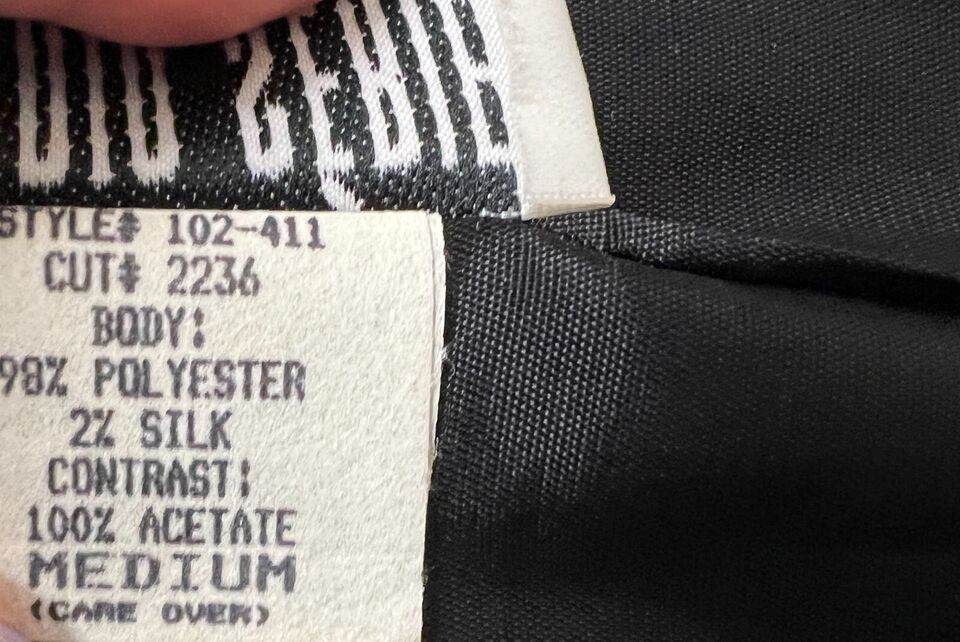 STYLE# 102-411
CUT# 2236
BODY:
98% POLYESTER
2% SILK
CONTRAST:
100% ACETATE
MEDIUM
(CARE OVER)